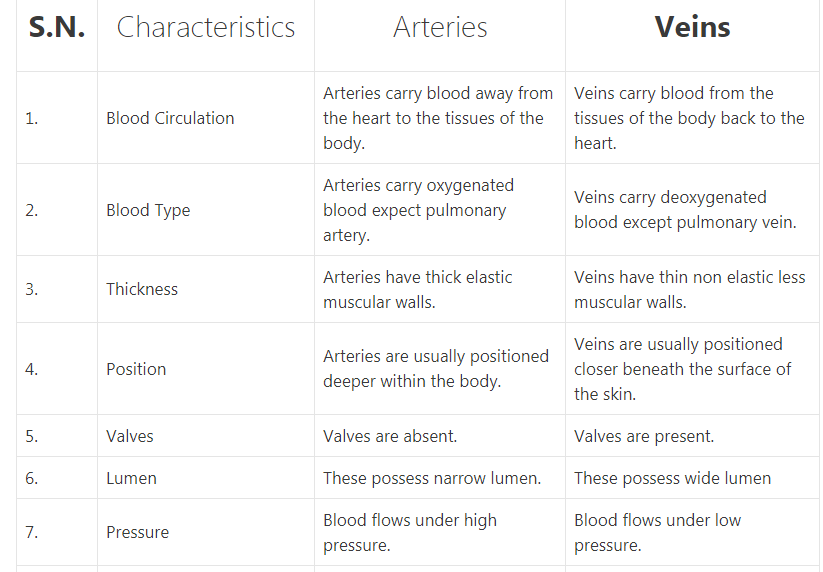 S.N. Characteristics Arteries Veins
1. Blood Circulation
Arteries carry blood away from
the heart to the tissues of the
body.
Veins carry blood from the
tissues of the body back to the
heart.
2. Blood Type
Arteries carry oxygenated
blood expect pulmonary
artery.
Veins carry deoxygenated
blood except pulmonary vein.
3. Thickness
Arteries have thick elastic
muscular walls.
Veins have thin non elastic less
muscular walls.
4. Position
Arteries are usually positioned
deeper within the body.
Veins are usually positioned
closer beneath the surface of
the skin.
5. Valves
Valves are absent.
Valves are present.
6. Lumen
These possess narrow lumen.
These possess wide lumen
7. Pressure
Blood flows under high
pressure.
Blood flows under low
pressure.